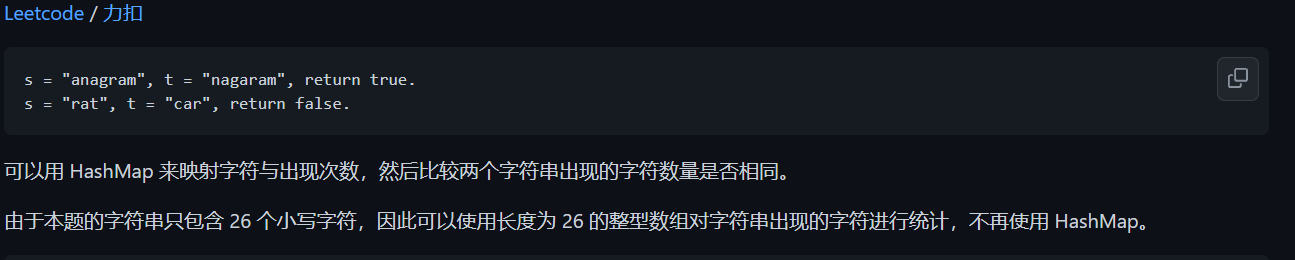 Leetcode / 力扣
s = "anagram", t = "nagaram", return true.
s = "rat", t = "car", return false.
可以用 HashMap 来映射字符与出现次数，然后比较两个字符串出现的字符数量是否相同。
由于本题的字符串只包含 26 个小写字符，因此可以使用长度为 26 的整型数组对字符串出现的字符进行统计，不再使用 HashMap。